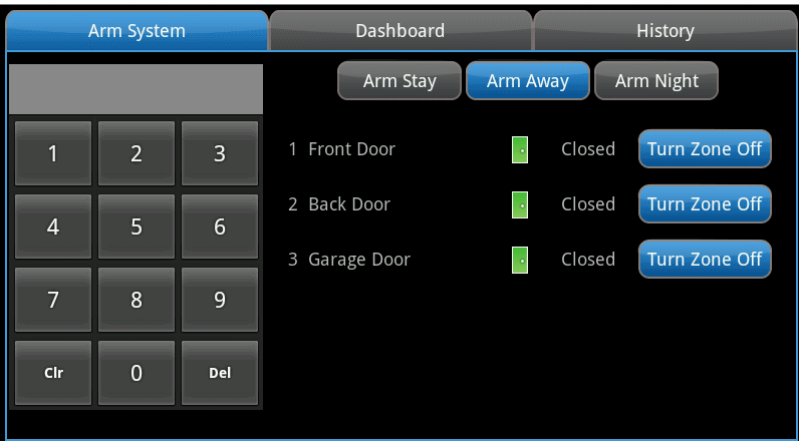 Arm System Dashboard History
Arm Stay Arm Away Arm Night
1 2 3
4 5 6
7 8 9
Clr 0 Del
1 Front Door Closed Turn Zone Off
2 Back Door Closed Turn Zone Off
3 Garage Door Closed Turn Zone Off